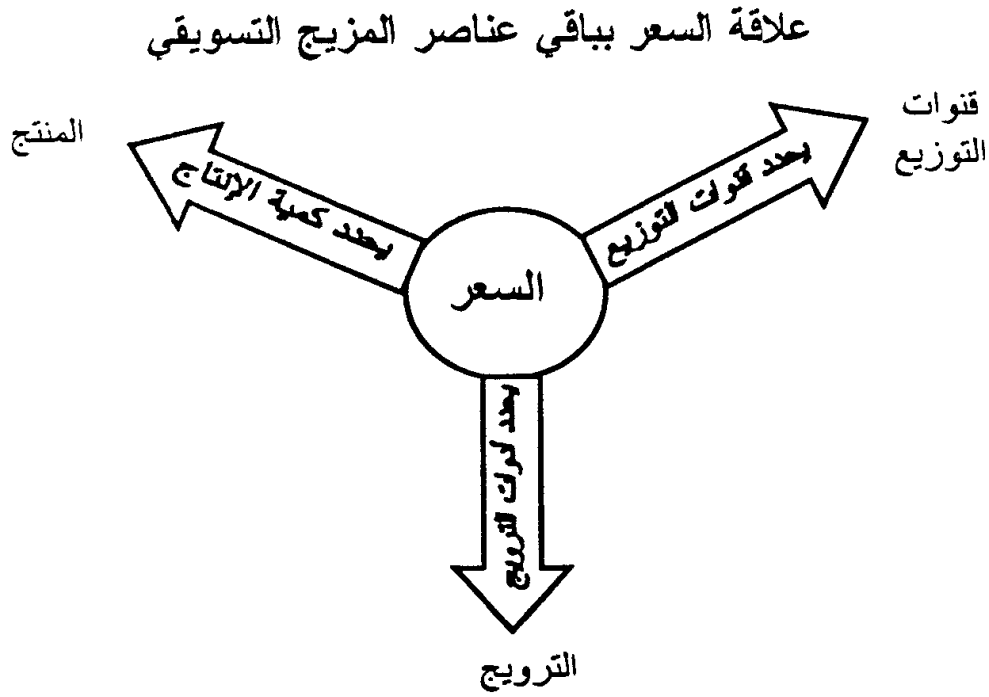 علاقة السعر بباقي عناصر المزيج التسويقي
قنوات
التوزيع
يحدد قنوات التوزيع
المنتج
يحدد كمية الإنتاج
السعر
يحدد أدوات الترويج
الترويج